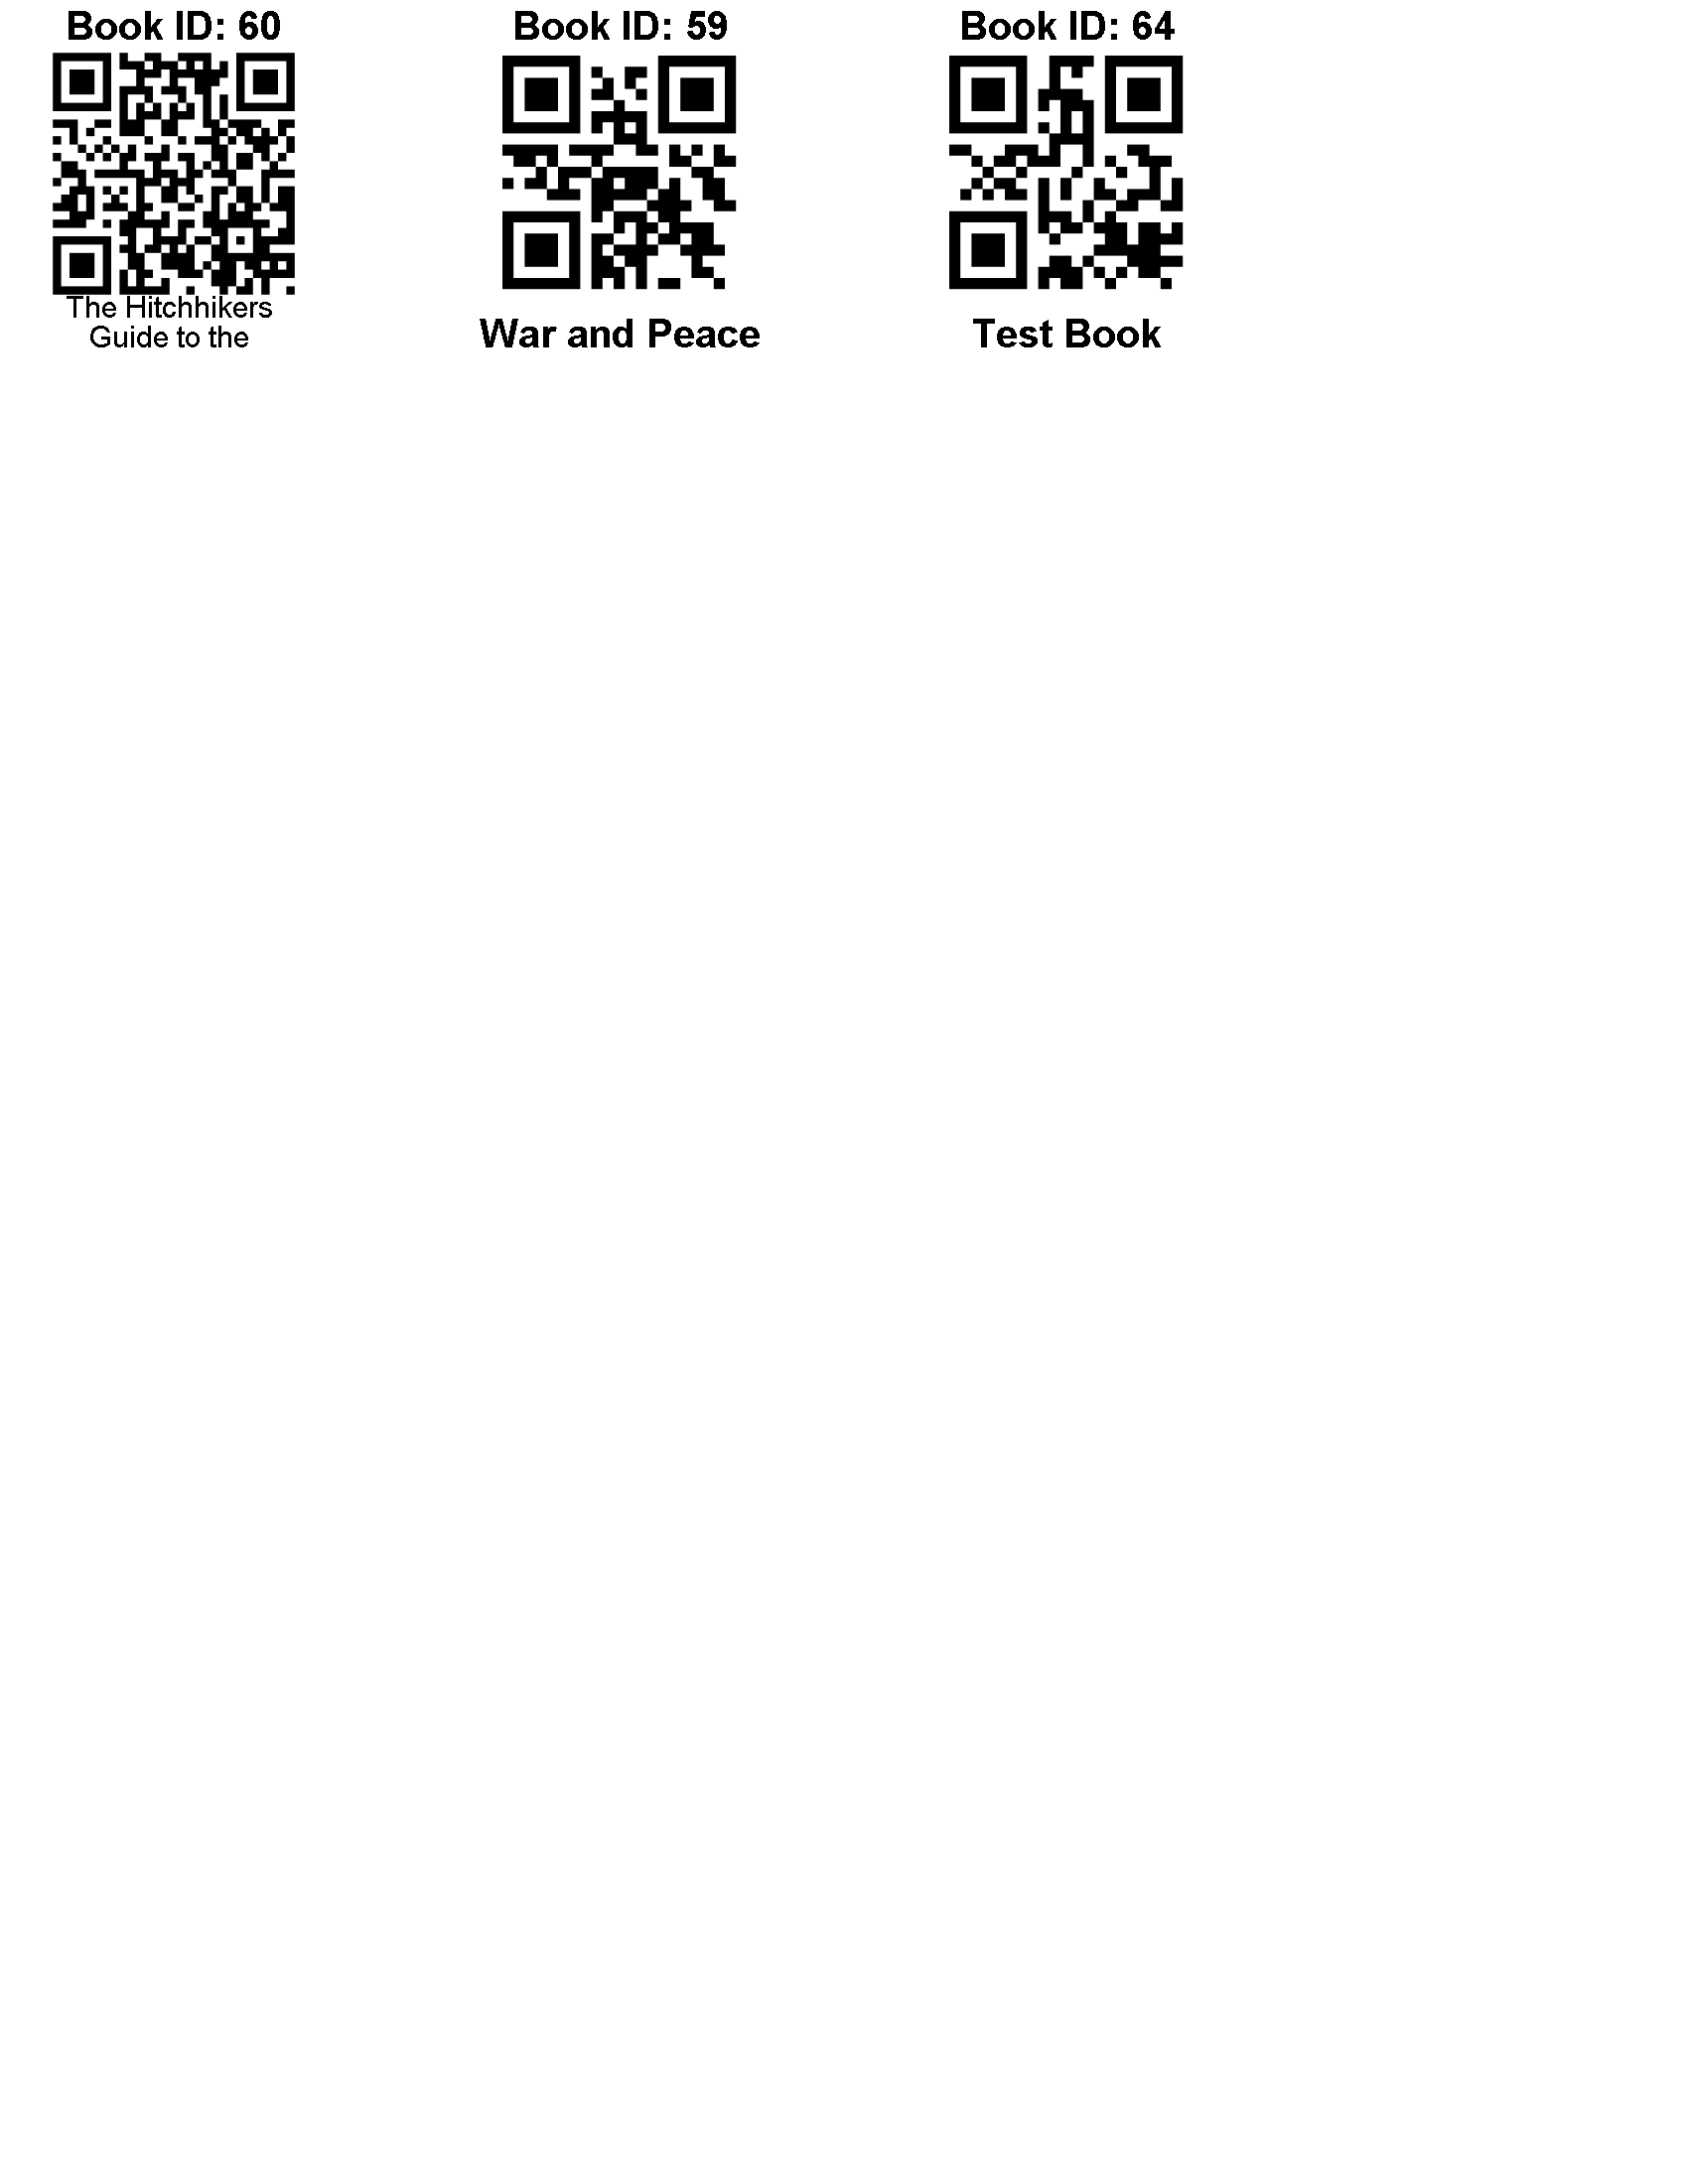 Book ID: 60
The Hitchhikers
Guide to the
Book ID: 59
War and Peace
Book ID: 64
Test Book